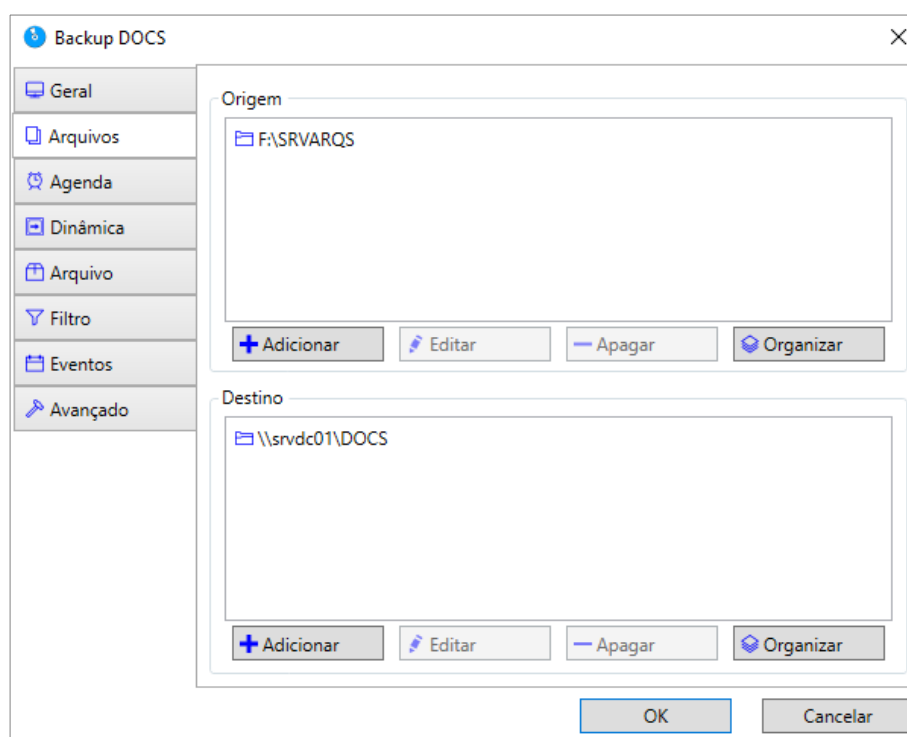 Backup DOCS
Geral
Arquivos
Agenda
Dinâmica
Arquivo
Filtro
Eventos
Avançado
Origem
F:\SRVARQS
Adicionar
Editar
Apagar
Organizar
Destino
\\srvdc01\DOCS
Adicionar
Editar
Apagar
Organizar
OK
Cancelar